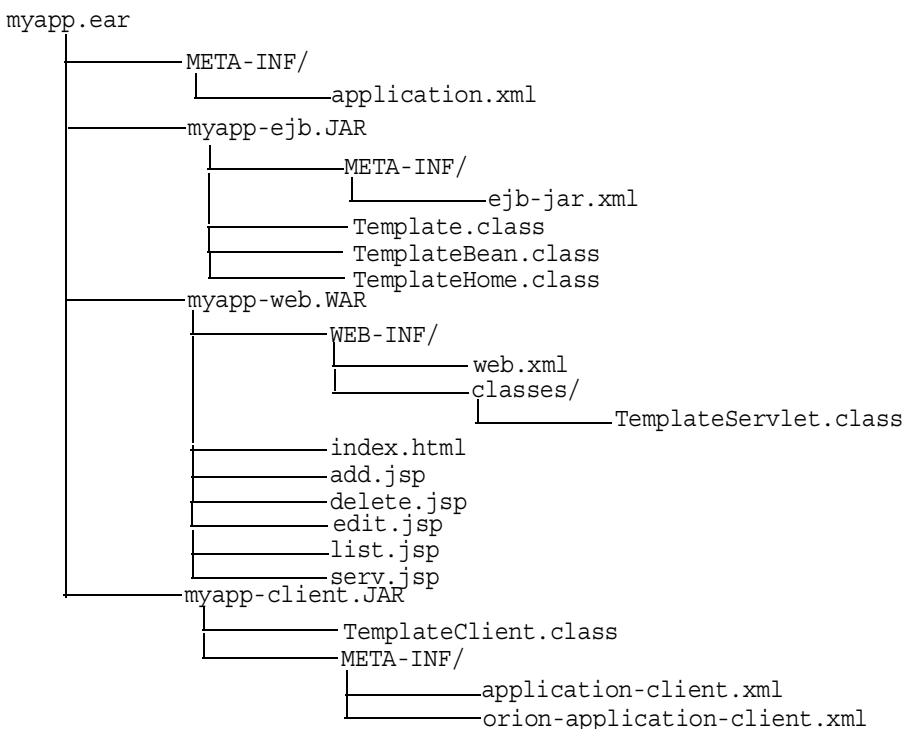 myapp.ear
META-INF/
application.xml
myapp-ejb.JAR
META-INF/
ejb-jar.xml
Template.class
TemplateBean.class
TemplateHome.class
myapp-web.WAR
WEB-INF/
web.xml
classes/
TemplateServlet.class
index.html
add.jsp
delete.jsp
edit.jsp
list.jsp
serv.jsp
myapp-client.JAR
TemplateClient.class
META-INF/
application-client.xml
orion-application-client.xml